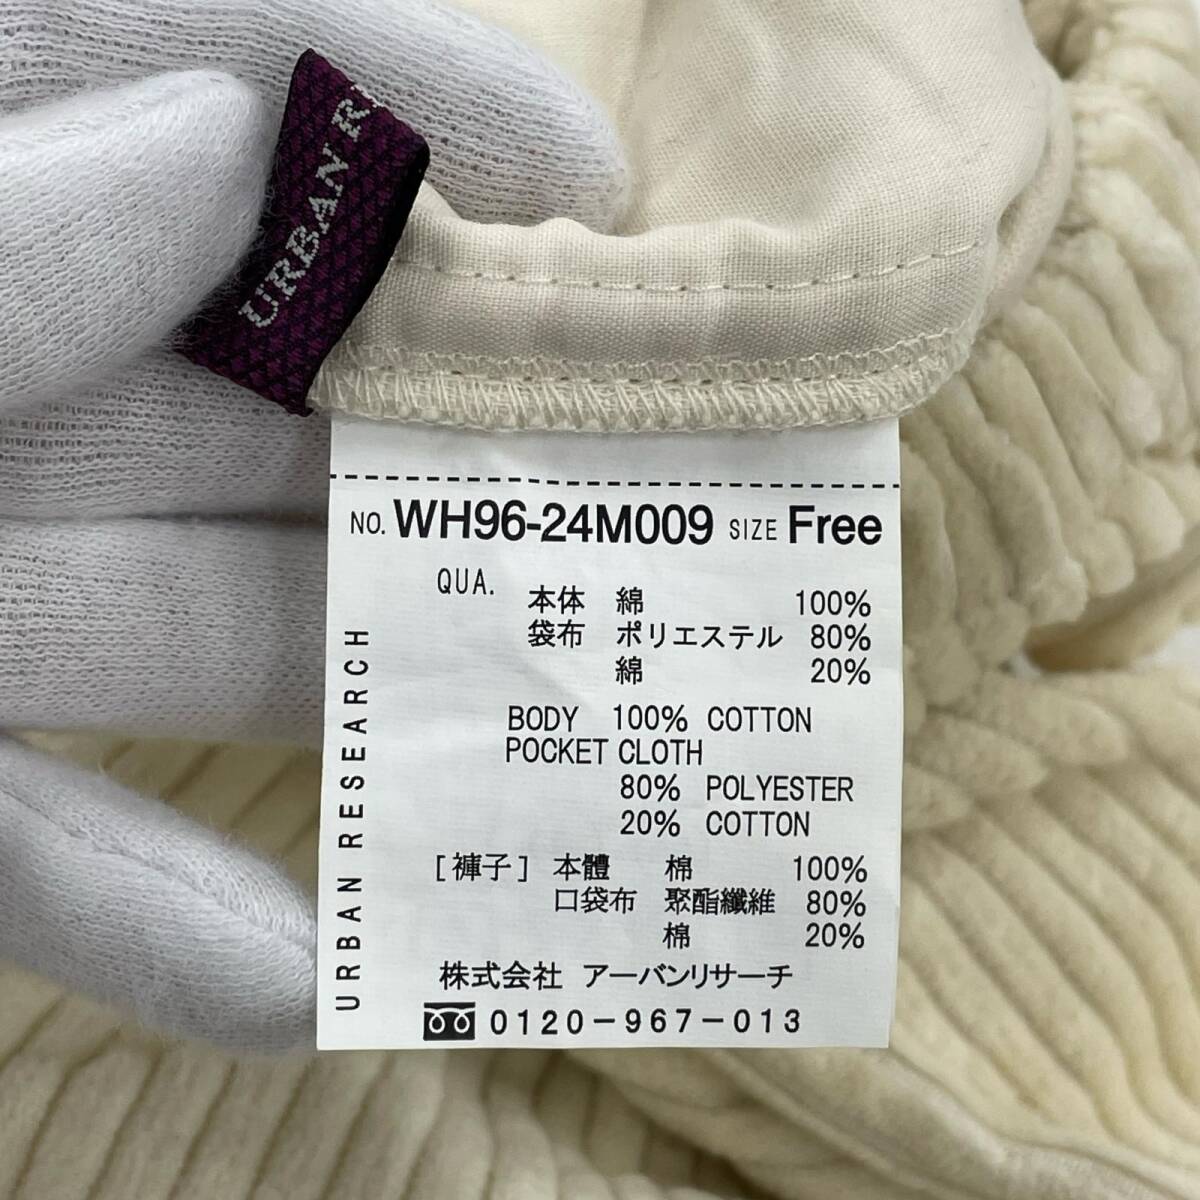 URBAN R
NO. WH96-24M009 SIZE Free
QUA.
本体 綿 100%
袋布 ポリエステル 80%
綿 20%
BODY 100% COTTON
POCKET CLOTH
80% POLYESTER
20% COTTON
[褲子] 本體 棉 100%
口袋布 聚酯纖維 80%
棉 20%
株式会社 アーバンリサーチ
0120-967-013
URBAN RESEARCH